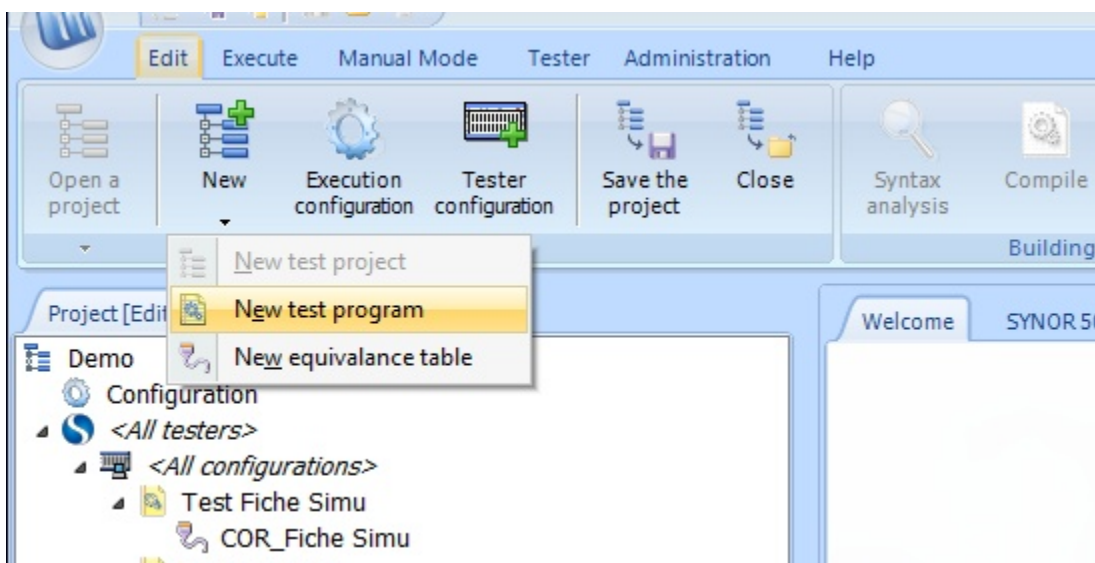 Edit Execute Manual Mode Tester Administration Help
Open a project
New
Execution configuration
Tester configuration
Save the project
Close
Syntax analysis
Compile
Building
New test project
New test program
New equivalance table
Project [Edit
Welcome
SYNOR 50
Demo
Configuration
<All testers>
<All configurations>
Test Fiche Simu
COR_Fiche Simu